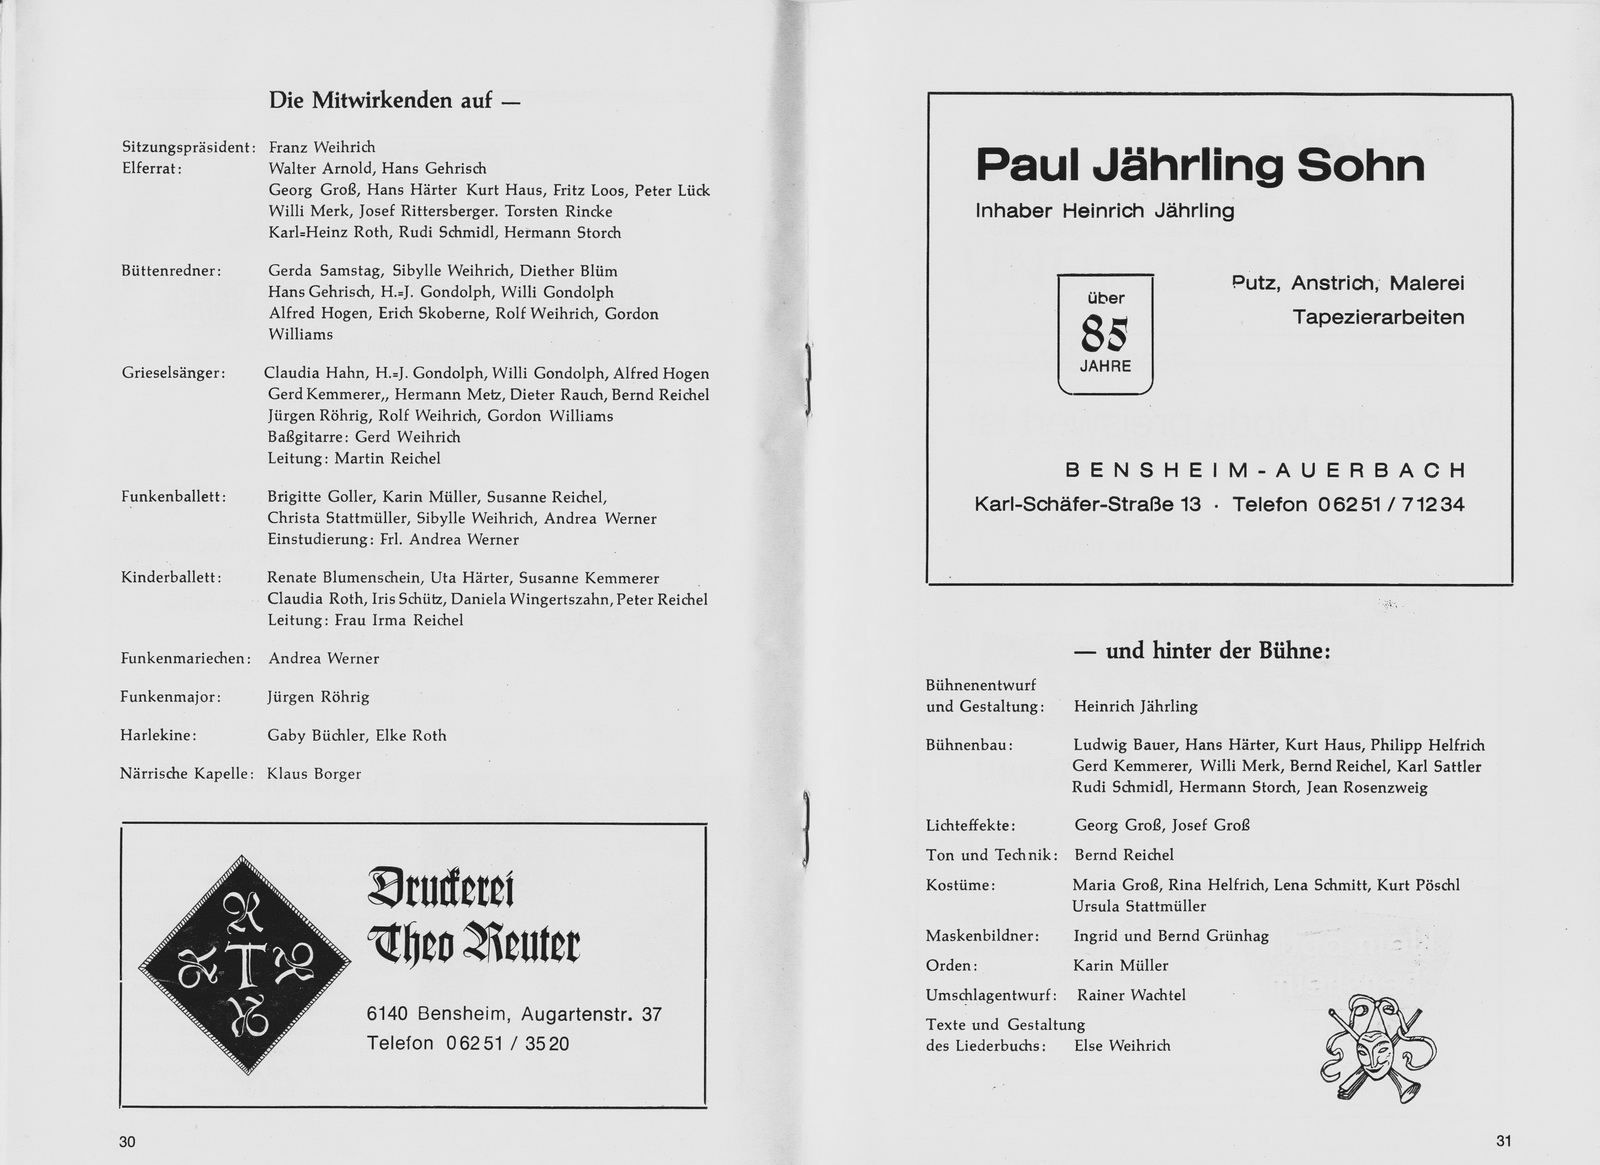 Die Mitwirkenden auf —
Sitzungspräsident: Franz Weihrich
Elferrat: Walter Arnold, Hans Gehrisch
Georg Groß, Hans Härter Kurt Haus, Fritz Loos, Peter Lück
Willi Merk, Josef Rittersberger. Torsten Rincke
Karl=Heinz Roth, Rudi Schmidl, Hermann Storch
Büttenredner: Gerda Samstag, Sibylle Weihrich, Diether Blüm
Hans Gehrisch, H.=J. Gondolph, Willi Gondolph
Alfred Hogen, Erich Skoberne, Rolf Weihrich, Gordon
Williams
Grieselsänger: Claudia Hahn, H.=J. Gondolph, Willi Gondolph, Alfred Hogen
Gerd Kemmerer,, Hermann Metz, Dieter Rauch, Bernd Reichel
Jürgen Röhrig, Rolf Weihrich, Gordon Williams
Baßgitarre: Gerd Weihrich
Leitung: Martin Reichel
Funkenballett: Brigitte Goller, Karin Müller, Susanne Reichel,
Christa Stattmüller, Sibylle Weihrich, Andrea Werner
Einstudierung: Frl. Andrea Werner
Kinderballett: Renate Blumenschein, Uta Härter, Susanne Kemmerer
Claudia Roth, Iris Schütz, Daniela Wingertszahn, Peter Reichel
Leitung: Frau Irma Reichel
Funkenmariechen: Andrea Werner
Funkenmajor: Jürgen Röhrig
Harlekine: Gaby Büchler, Elke Roth
Närrische Kapelle: Klaus Borger
R
R T R
R
Druckerei
Theo Reuter
6140 Bensheim, Augartenstr. 37
Telefon 06251 / 3520
30
Paul Jährling Sohn
Inhaber Heinrich Jährling
über
85
JAHRE
Putz, Anstrich, Malerei
Tapezierarbeiten
BENSHEIM-AUERBACH
Karl-Schäfer-Straße 13 · Telefon 06251 / 71234
— und hinter der Bühne:
Bühnenentwurf
und Gestaltung: Heinrich Jährling
Bühnenbau: Ludwig Bauer, Hans Härter, Kurt Haus, Philipp Helfrich
Gerd Kemmerer, Willi Merk, Bernd Reichel, Karl Sattler
Rudi Schmidl, Hermann Storch, Jean Rosenzweig
Lichteffekte: Georg Groß, Josef Groß
Ton und Technik: Bernd Reichel
Kostüme: Maria Groß, Rina Helfrich, Lena Schmitt, Kurt Pöschl
Ursula Stattmüller
Maskenbildner: Ingrid und Bernd Grünhag
Orden: Karin Müller
Umschlagentwurf: Rainer Wachtel
Texte und Gestaltung
des Liederbuchs: Else Weihrich
31